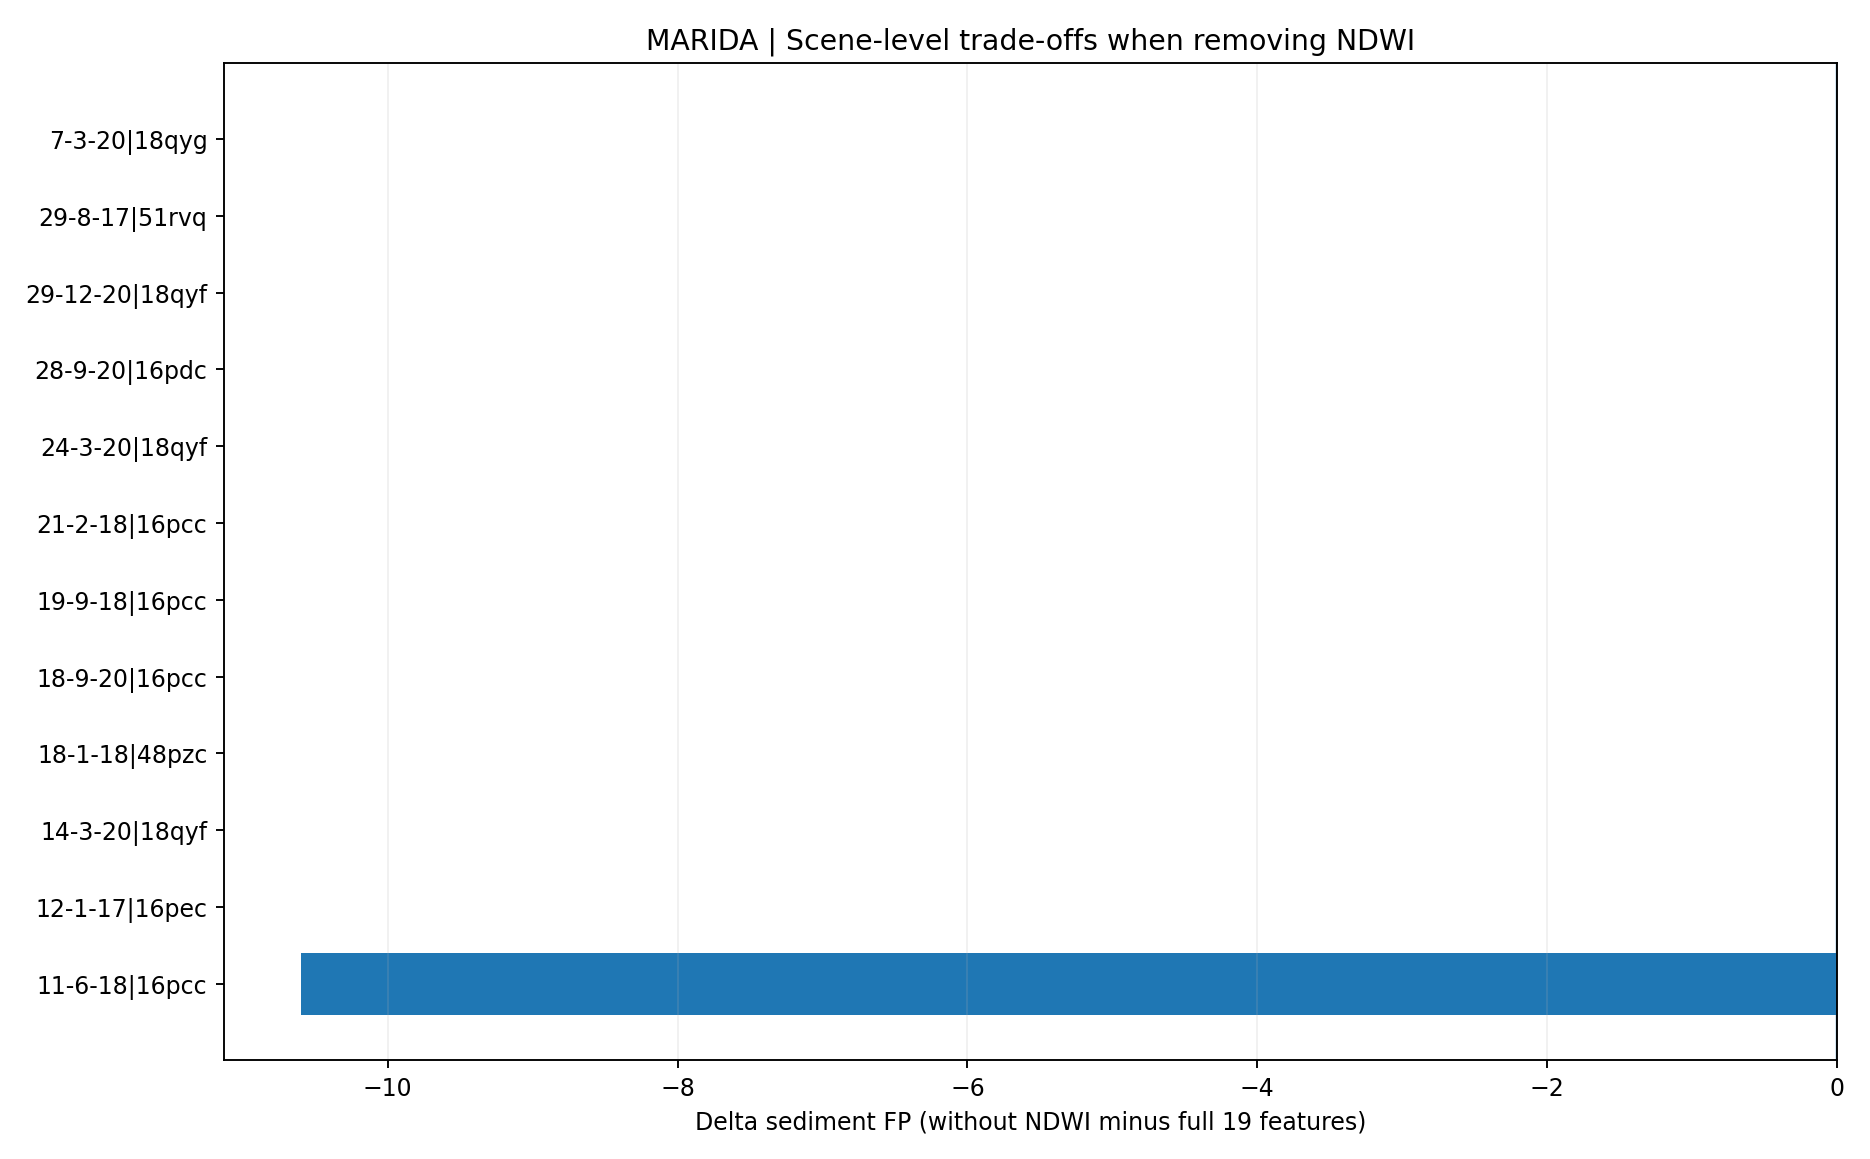 MARIDA | Scene-level trade-offs when removing NDWI
7-3-20|18qyg
29-8-17|51rvq
29-12-20|18qyf
28-9-20|16pdc
24-3-20|18qyf
21-2-18|16pcc
19-9-18|16pcc
18-9-20|16pcc
18-1-18|48pzc
14-3-20|18qyf
12-1-17|16pec
11-6-18|16pcc
−10 −8 −6 −4 −2 0
Delta sediment FP (without NDWI minus full 19 features)